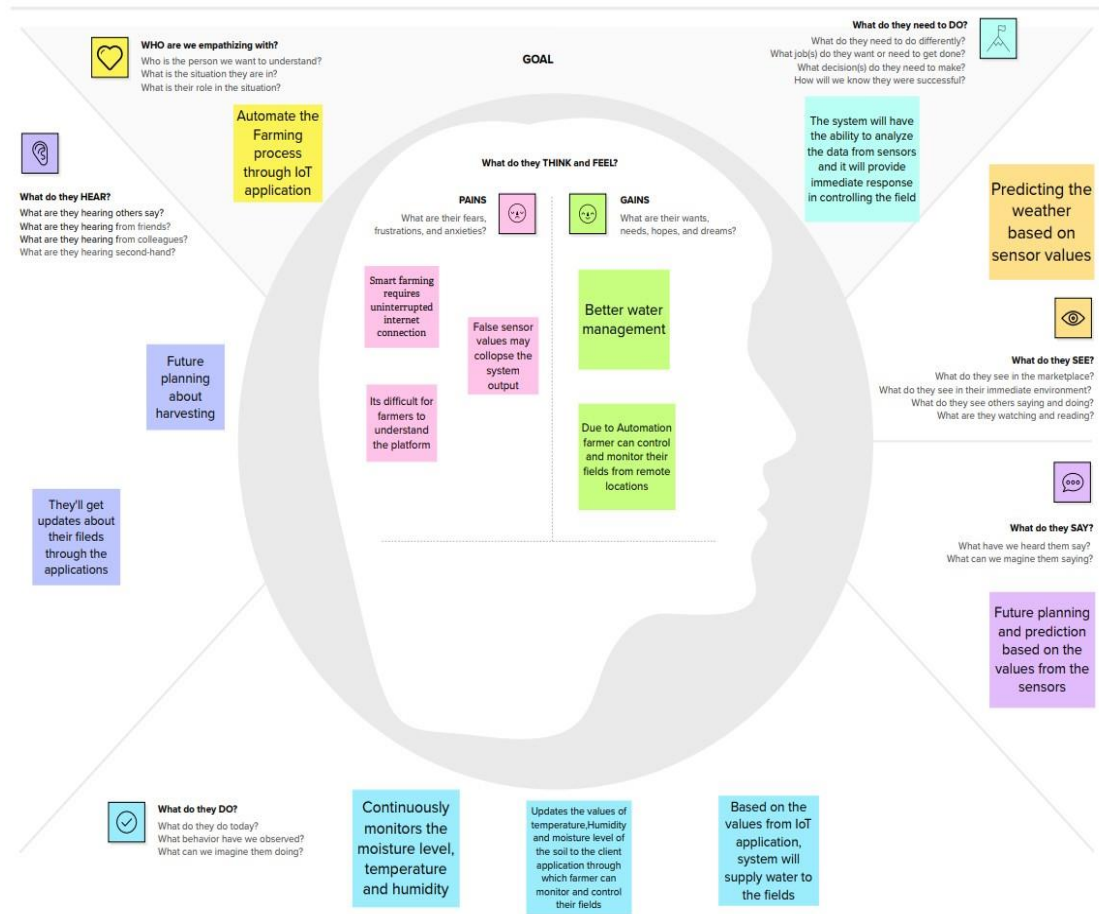 WHO are we empathizing with?
Who is the person we want to understand?
What is the situation they are in?
What is their role in the situation?
Automate the
Farming
process
through IoT
application
GOAL
What do they need to DO?
What do they need to do differently?
What job(s) do they want or need to get done?
What decision(s) do they need to make?
How will we know they were successful?
The system will have
the ability to analyze
the data from sensors
and it will provide
immediate response
in controlling the field
What do they HEAR?
What are they hearing others say?
What are they hearing from friends?
What are they hearing from colleagues?
What are they hearing second-hand?
Future
planning
about
harvesting
They'll get
updates about
their fileds
through the
applications
What do they THINK and FEEL?
PAINS
What are their fears,
frustrations, and anxieties?
Smart farming
requires
uninterrupted
internet
connection
False sensor
values may
collopse the
system
output
Its difficult for
farmers to
understand
the platform
GAINS
What are their wants,
needs, hopes, and dreams?
Better water
management
Due to Automation
farmer can control
and monitor their
fields from remote
locations
Predicting the
weather
based on
sensor values
What do they SEE?
What do they see in the marketplace?
What do they see in their immediate environment?
What do they see others saying and doing?
What are they watching and reading?
What do they SAY?
What have we heard them say?
What can we magine them saying?
Future planning
and prediction
based on the
values from the
sensors
What do they DO?
What do they do today?
What behavior have we observed?
What can we imagine them doing?
Continuously
monitors the
moisture level,
temperature
and humidity
Updates the values of
temperature,Humidity
and moisture level of
the soil to the client
application through
which farmer can
monitor and control
their fields
Based on the
values from IoT
application,
system will
supply water to
the fields